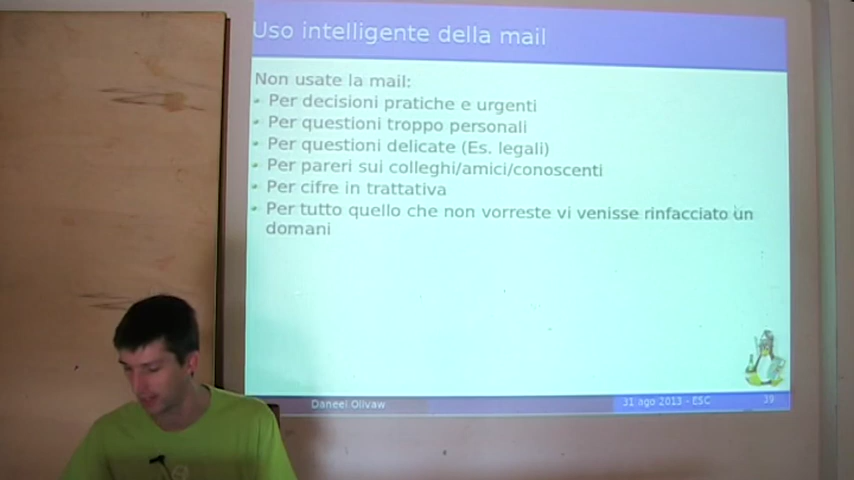 Uso intelligente della mail
Non usate la mail:
Per decisioni pratiche e urgenti
Per questioni troppo personali
Per questioni delicate (Es. legali)
Per pareri sui colleghi/amici/conoscenti
Per cifre in trattativa
Per tutto quello che non vorreste vi venisse rinfacciato un
domani
Daneel Olivaw
31 ago 2013 - ESC
39